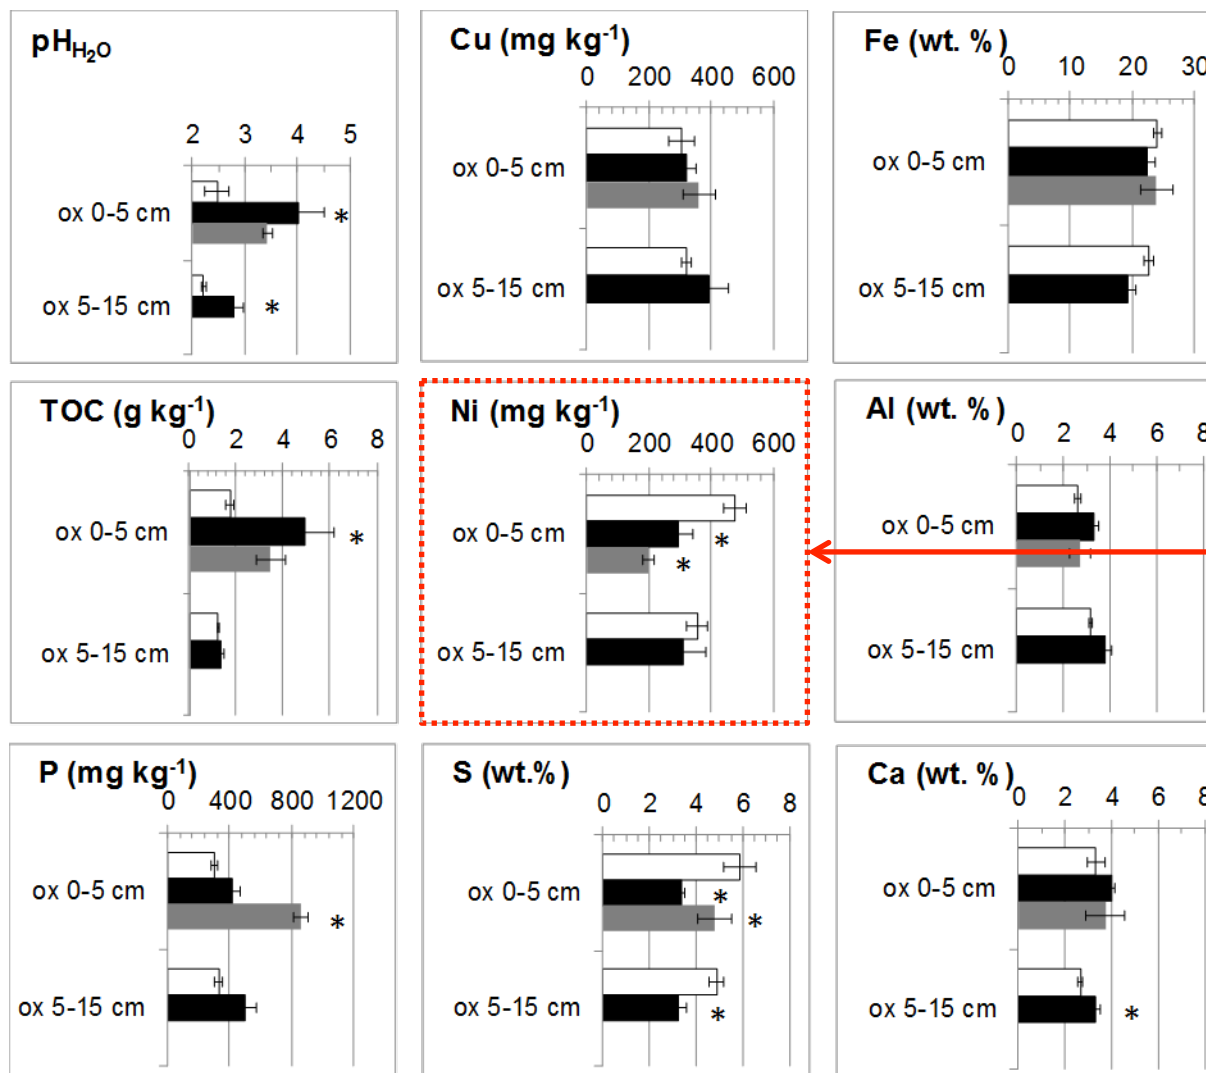 pHH₂O
2 3 4 5
ox 0-5 cm *
ox 5-15 cm *
Cu (mg kg⁻¹)
0 200 400 600
ox 0-5 cm
ox 5-15 cm
Fe (wt. %)
0 10 20 30
ox 0-5 cm
ox 5-15 cm
TOC (g kg⁻¹)
0 2 4 6 8
ox 0-5 cm *
ox 5-15 cm
Ni (mg kg⁻¹)
0 200 400 600
ox 0-5 cm *
*
ox 5-15 cm
Al (wt. %)
0 2 4 6 8
ox 0-5 cm
ox 5-15 cm
P (mg kg⁻¹)
0 400 800 1200
ox 0-5 cm
*
ox 5-15 cm
S (wt.%)
0 2 4 6 8
ox 0-5 cm *
*
ox 5-15 cm *
Ca (wt. %)
0 2 4 6 8
ox 0-5 cm
ox 5-15 cm *